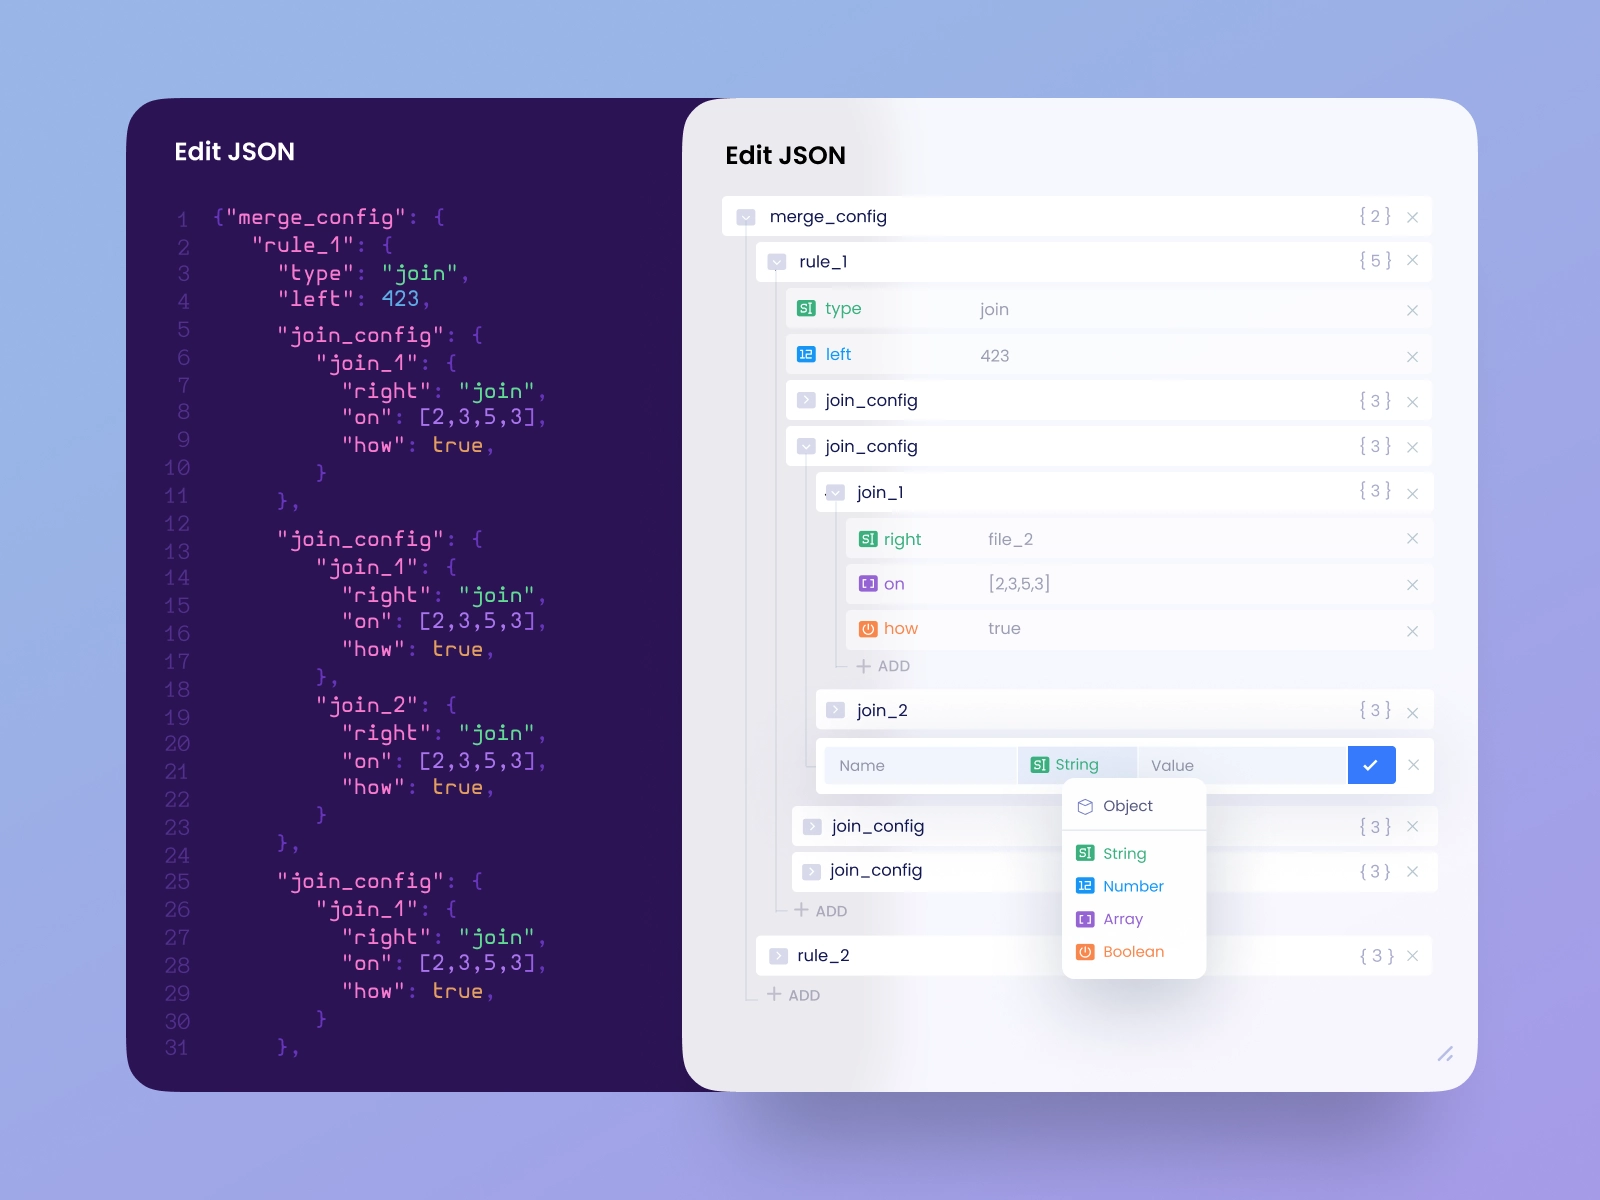 Edit JSON
1 {"merge_config": {
2 "rule_1": {
3 "type": "join",
4 "left": 423,
5 "join_config": {
6 "join_1": {
7 "right": "join",
8 "on": [2,3,5,3],
9 "how": true,
10 }
11 },
12
13 "join_config": {
14 "join_1": {
15 "right": "join",
16 "on": [2,3,5,3],
17 "how": true,
18 },
19 "join_2": {
20 "right": "join",
21 "on": [2,3,5,3],
22 "how": true,
23 }
24 },
25 "join_config": {
26 "join_1": {
27 "right": "join",
28 "on": [2,3,5,3],
29 "how": true,
30 }
31 },
Edit JSON
merge_config { 2 }
rule_1 { 5 }
SI type join
12 left 423
join_config { 3 }
join_config { 3 }
join_1 { 3 }
SI right file_2
[ ] on [2,3,5,3]
how true
+ ADD
join_2 { 3 }
Name SI String Value
Object
SI String
12 Number
[ ] Array
Boolean
join_config { 3 }
join_config { 3 }
+ ADD
rule_2 { 3 }
+ ADD